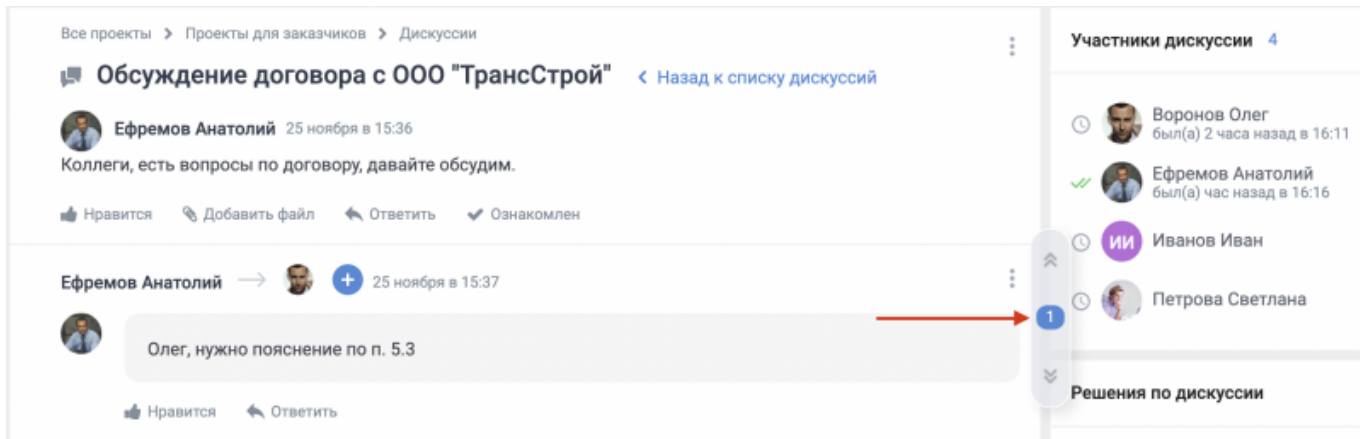 Все проекты > Проекты для заказчиков > Дискуссии
Обсуждение договора с ООО "ТрансСтрой" < Назад к списку дискуссий
Ефремов Анатолий 25 ноября в 15:36
Коллеги, есть вопросы по договору, давайте обсудим.
Нравится Добавить файл Ответить Ознакомлен
Ефремов Анатолий → + 25 ноября в 15:37
Олег, нужно пояснение по п. 5.3
Нравится Ответить
1
Участники дискуссии 4
Воронов Олег
был(а) 2 часа назад в 16:11
Ефремов Анатолий
был(а) час назад в 16:16
ИИ Иванов Иван
Петрова Светлана
Решения по дискуссии